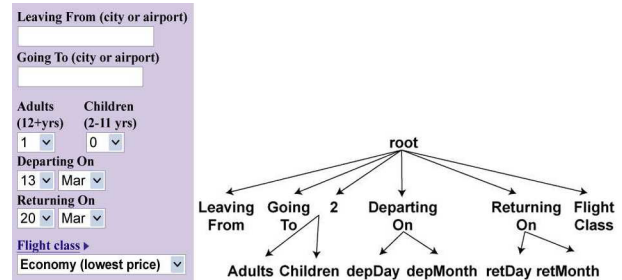 Leaving From (city or airport)
Going To (city or airport)
Adults Children
(12+yrs) (2-11 yrs)
1 0
Departing On
13 Mar
Returning On
20 Mar
Flight class
Economy (lowest price)
root
Leaving Going 2 Departing Returning Flight
From To On On Class
Adults Children depDay depMonth retDay retMonth